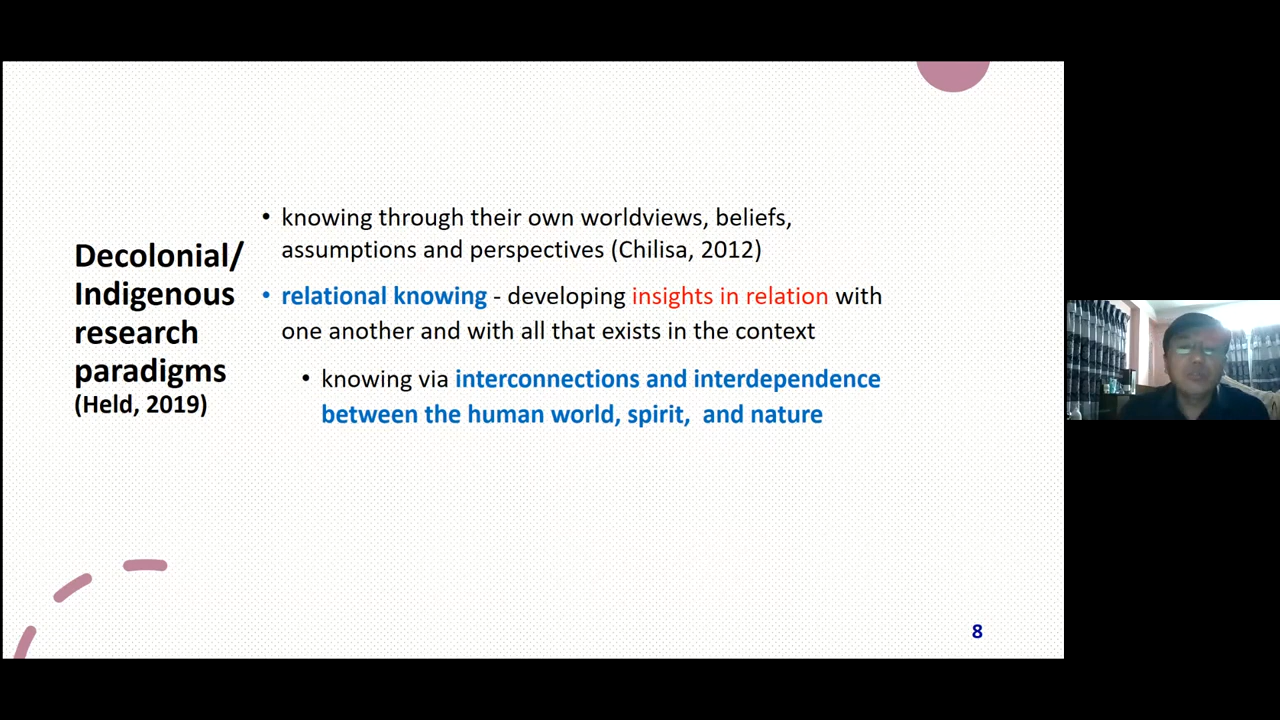 Decolonial/
Indigenous
research
paradigms
(Held, 2019)
• knowing through their own worldviews, beliefs,
assumptions and perspectives (Chilisa, 2012)
• relational knowing - developing insights in relation with
one another and with all that exists in the context
• knowing via interconnections and interdependence
between the human world, spirit, and nature
8